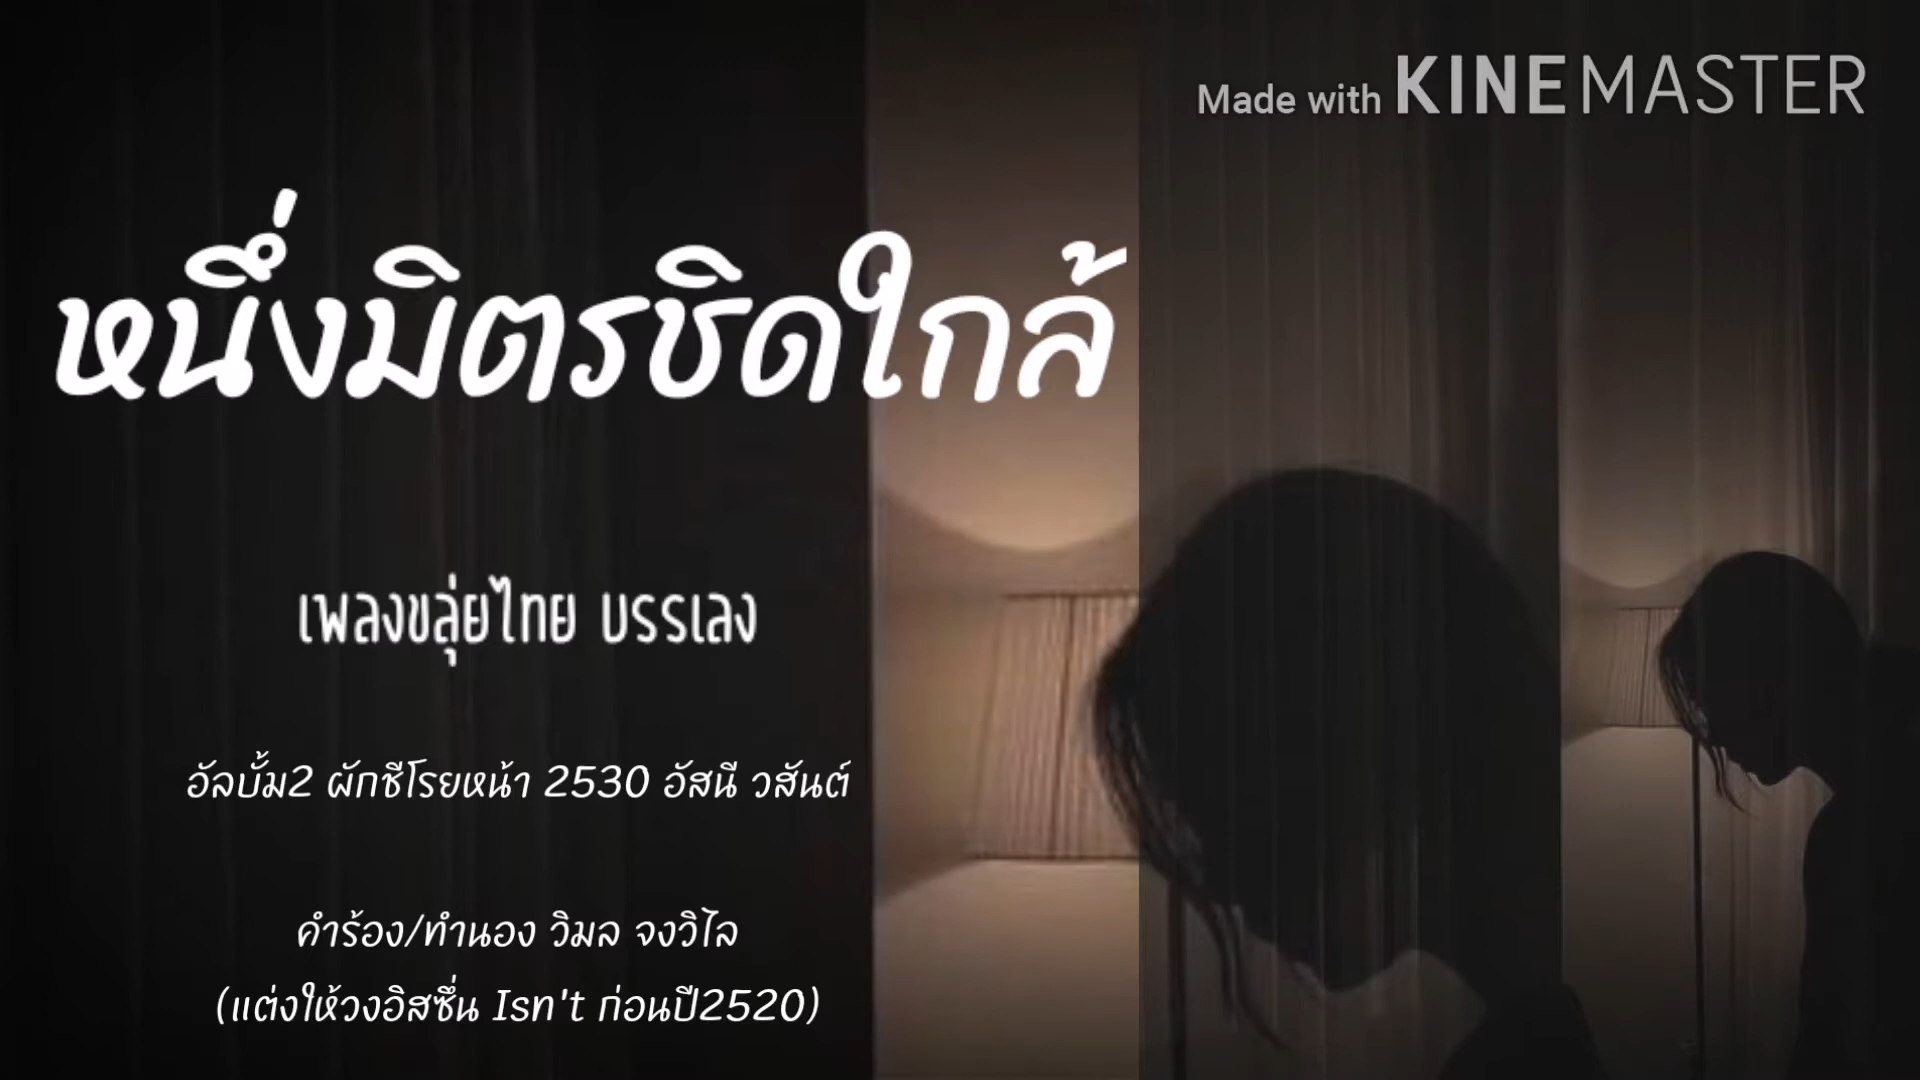 Made with KINEMASTER
หนึ่งมิตรชิดใกล้
เพลงขลุ่ยไทย บรรเลง
อัลบั้ม2 ผักชีโรยหน้า 2530 อัสนี วสันต์
คำร้อง/ทำนอง วิมล จงวิไล
(แต่งให้วงอิสซึ่น Isn't ก่อนปี2520)